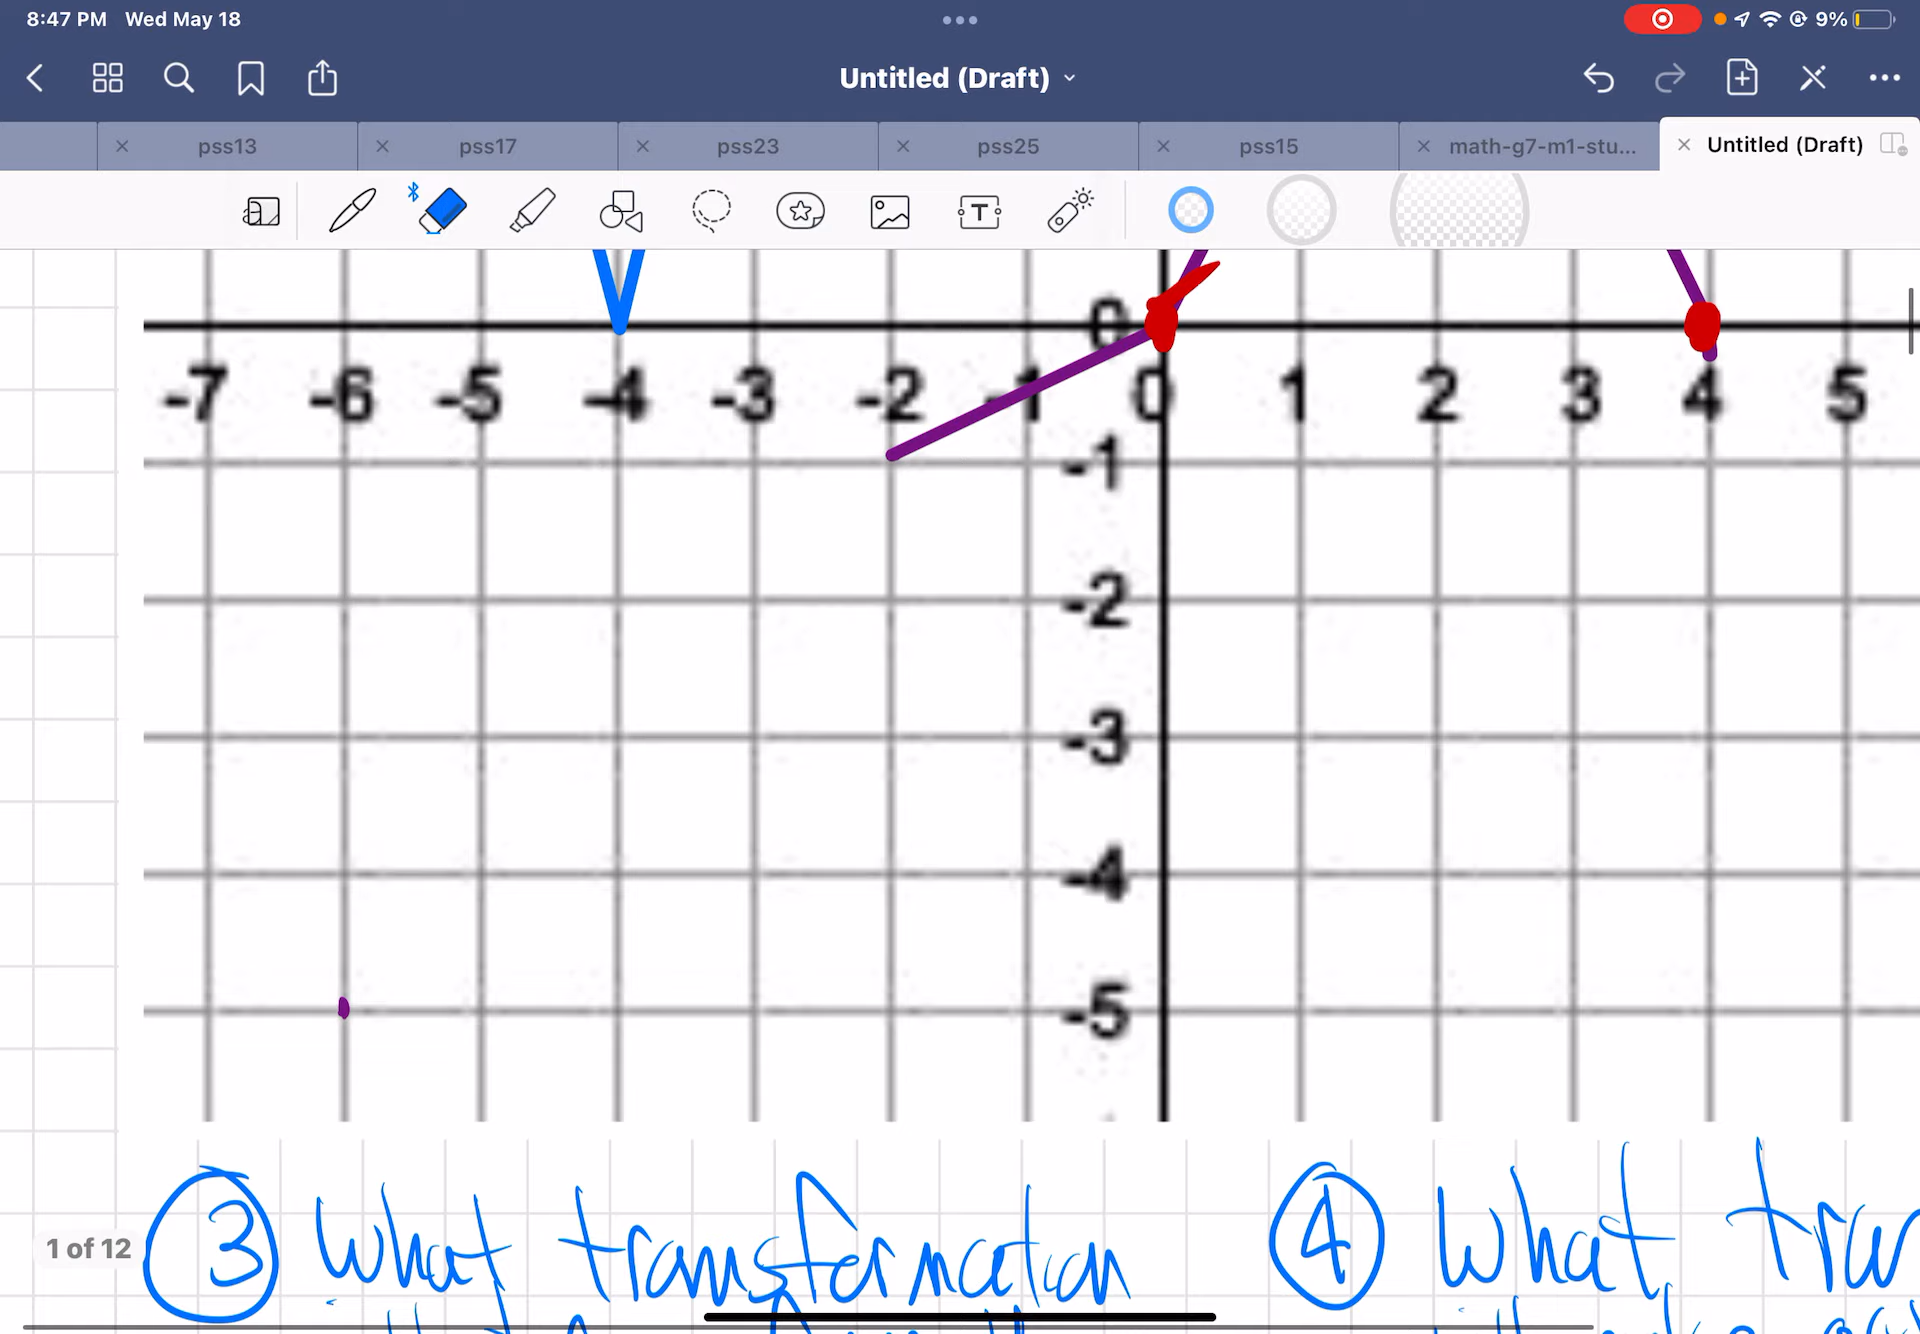 8:47 PM Wed May 18
9%
Untitled (Draft)
pss13
pss17
pss23
pss25
pss15
math-g7-m1-stu...
Untitled (Draft)
T
0
-7 -6 -5 -4 -3 -2 -1 0 1 2 3 4 5
-1
-2
-3
-4
-5
1 of 12
3 What transformation
4 What tran